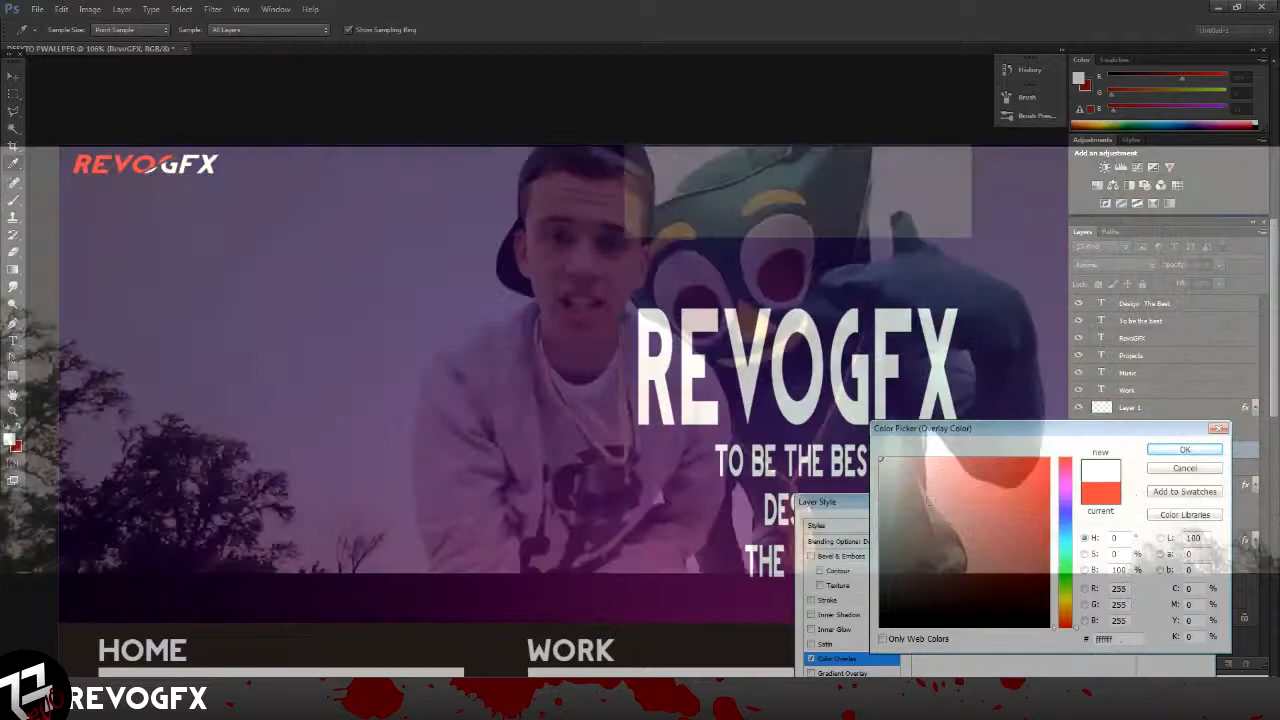 Ps File Edit Image Layer Type Select Filter View Window Help
Sample Size: Point Sample Sample: All Layers Show Sampling Ring
Untitled-1
DESKTO PWALLPER @ 106% (RevoGFX, RGB/8) *
History
Brush
Brush Pres...
Color Swatches
R
G
B
Adjustments Styles
Add an adjustment
Layers Paths
Opacity:
Lock:
Design The Best
To be the best
RevoGFX
Projects
Music
Work
Layer 1
fx
REVOGFX
REVOGFX
TO BE THE BES
DES
THE
Layer Style
Styles
Bevel & Emboss
Contour
Texture
Stroke
Inner Shadow
Inner Glow
Satin
Color Overlay
Gradient Overlay
Color Picker (Overlay Color)
new
current
OK
Cancel
Add to Swatches
Color Libraries
H: 0 ° L: 100
S: 0 % a: 0
B: 100 % b: 0
R: 255 C: 0 %
G: 255 M: 0 %
B: 255 Y: 0 %
# ffffff K: 0 %
Only Web Colors
HOME WORK
REVOGFX